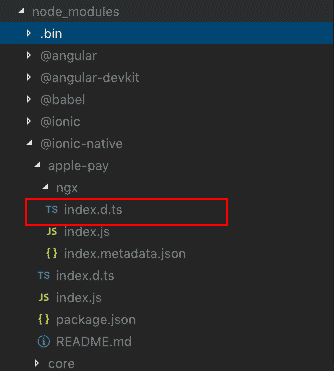 node_modules
.bin
@angular
@angular-devkit
@babel
@ionic
@ionic-native
apple-pay
ngx
TS index.d.ts
JS index.js
{} index.metadata.json
TS index.d.ts
JS index.js
{} package.json
README.md
core